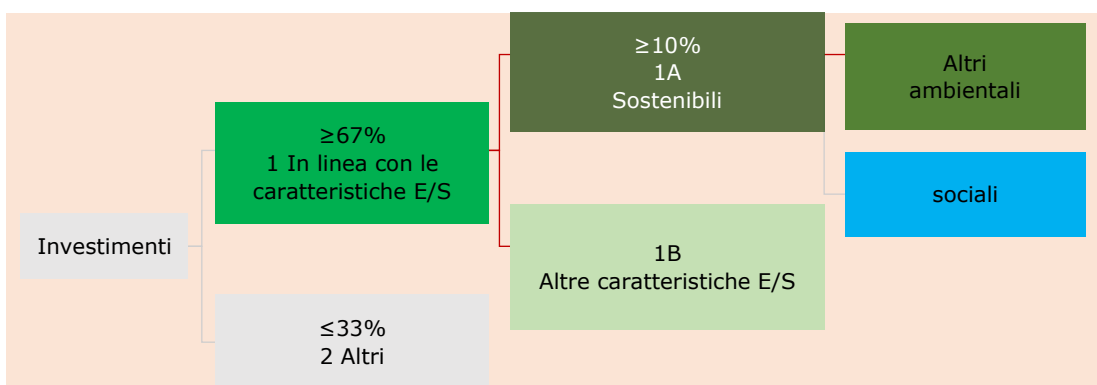 Investimenti
≥67%
1 In linea con le
caratteristiche E/S
≤33%
2 Altri
≥10%
1A
Sostenibili
1B
Altre caratteristiche E/S
Altri
ambientali
sociali